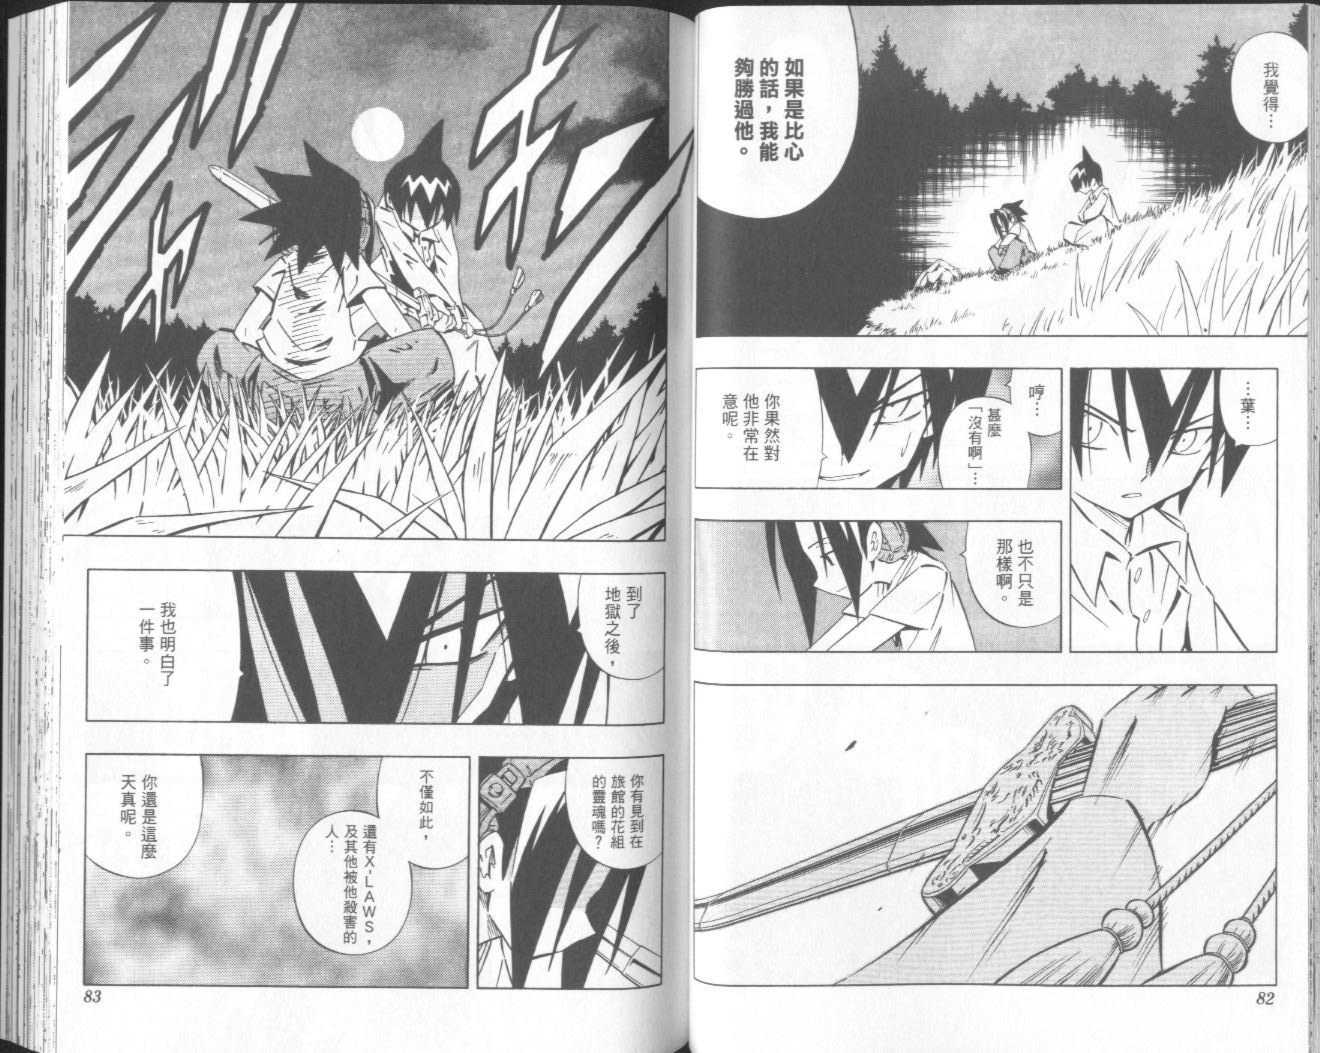 我覺得…
如果是比心
的話，我能
夠勝過他。
…葉…
哼…
甚麼
「沒有啊」…
你果然對
他非常在
意呢。
也不只是
那樣啊。
82
到了
地獄之後，
我也明白了
一件事。
你有見到在
旅館的花組
的靈魂嗎？
不僅如此，
還有X-LAWS，
及其他被他殺害的
人…
你還是這麼
天真呢。
83